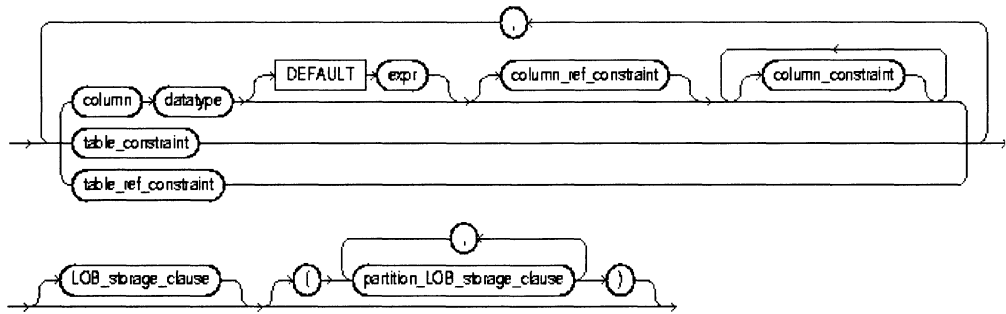 ,
DEFAULT expr column_ref_constraint column_constraint
column datatype
table_constraint
table_ref_constraint
,
LOB_storage_clause ( partition_LOB_storage_clause )